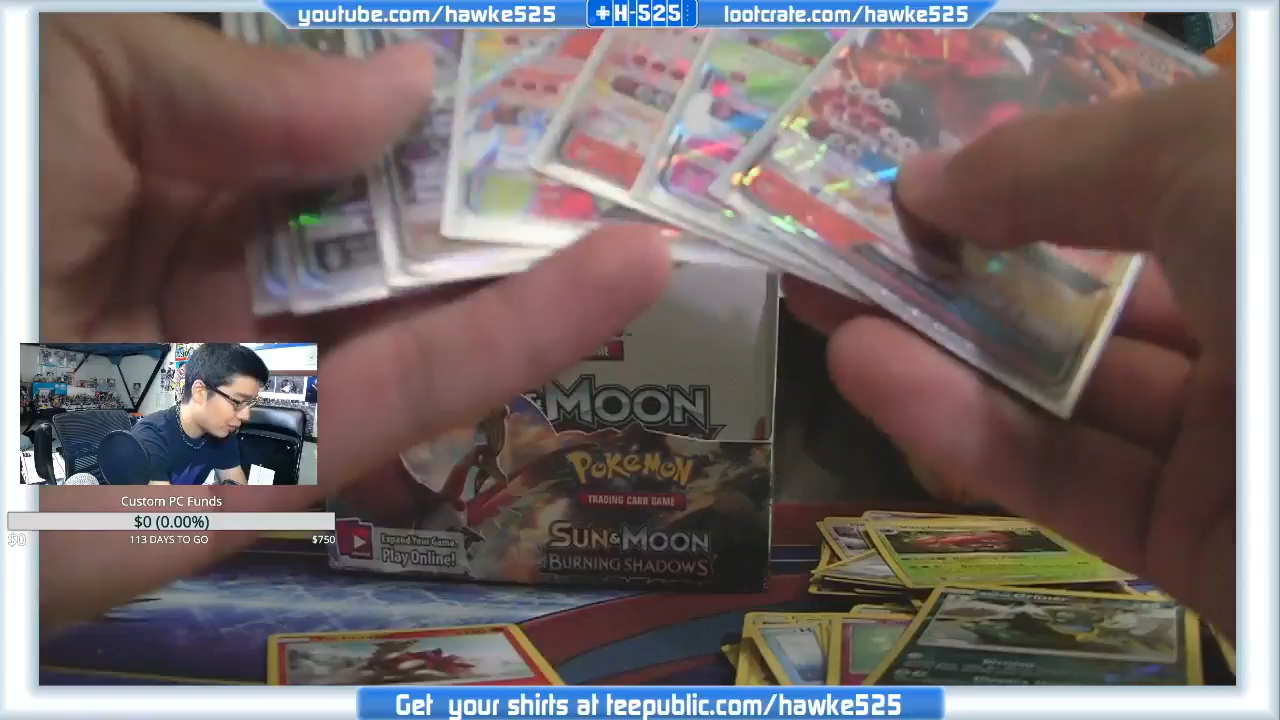 youtube.com/hawke525
+H-525
lootcrate.com/hawke525
& MOON
POKéMON
TRADING CARD GAME
SUN & MOON
BURNING SHADOWS
Expand Your Game.
Play Online!
Custom PC Funds
$0 (0.00%)
$0
113 DAYS TO GO
$750
Grimer
Get your shirts at teepublic.com/hawke525